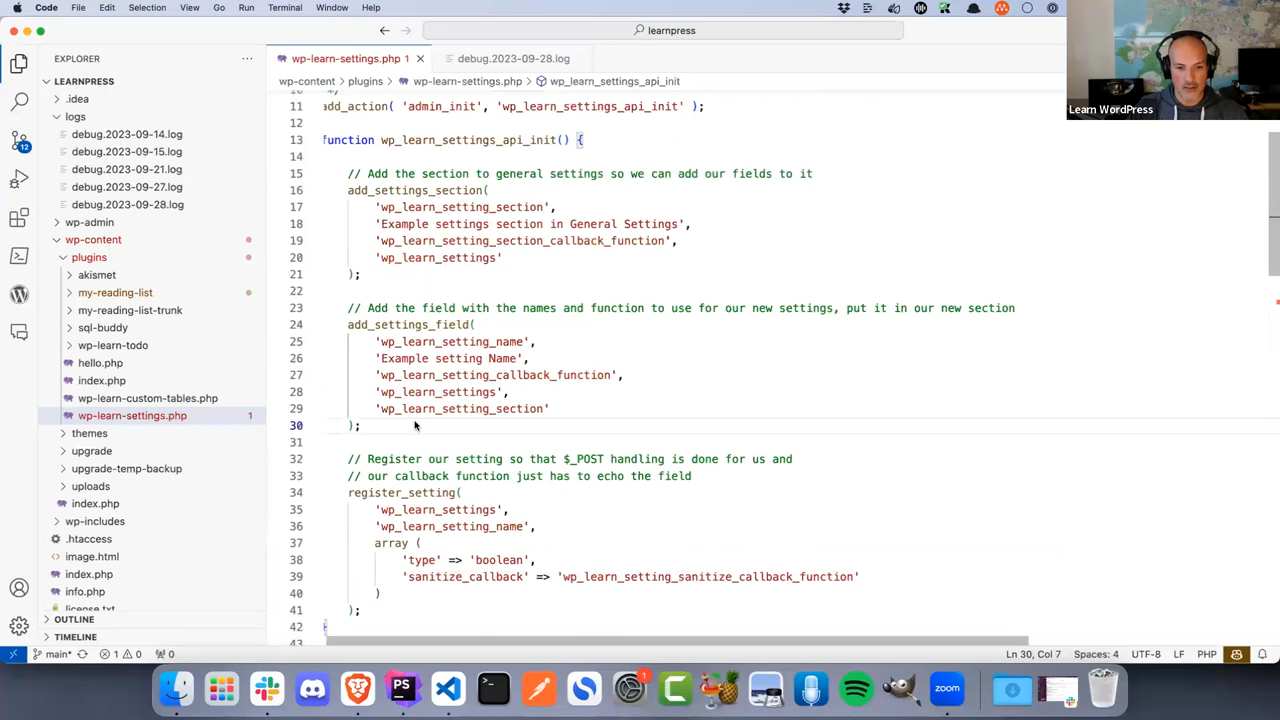 Code File Edit Selection View Go Run Terminal Window Help
learnpress
Learn WordPress
EXPLORER
LEARNPRESS
.idea
logs
debug.2023-09-14.log
debug.2023-09-15.log
debug.2023-09-21.log
debug.2023-09-27.log
debug.2023-09-28.log
wp-admin
wp-content
plugins
akismet
my-reading-list
my-reading-list-trunk
sql-buddy
wp-learn-todo
hello.php
index.php
wp-learn-custom-tables.php
wp-learn-settings.php 1
themes
upgrade
upgrade-temp-backup
uploads
index.php
wp-includes
.htaccess
image.html
index.php
info.php
license.txt
OUTLINE
TIMELINE
12
wp-learn-settings.php 1
debug.2023-09-28.log
wp-content > plugins > wp-learn-settings.php > wp_learn_settings_api_init
11 add_action( 'admin_init', 'wp_learn_settings_api_init' );
12
13 function wp_learn_settings_api_init() {
14
15 // Add the section to general settings so we can add our fields to it
16 add_settings_section(
17 'wp_learn_setting_section',
18 'Example settings section in General Settings',
19 'wp_learn_setting_section_callback_function',
20 'wp_learn_settings'
21 );
22
23 // Add the field with the names and function to use for our new settings, put it in our new section
24 add_settings_field(
25 'wp_learn_setting_name',
26 'Example setting Name',
27 'wp_learn_setting_callback_function',
28 'wp_learn_settings',
29 'wp_learn_setting_section'
30 );
31
32 // Register our setting so that $_POST handling is done for us and
33 // our callback function just has to echo the field
34 register_setting(
35 'wp_learn_settings',
36 'wp_learn_setting_name',
37 array (
38 'type' => 'boolean',
39 'sanitize_callback' => 'wp_learn_setting_sanitize_callback_function'
40 )
41 );
42 }
43
main* 1 0 0
Ln 30, Col 7 Spaces: 4 UTF-8 LF PHP
PS
1
zoom